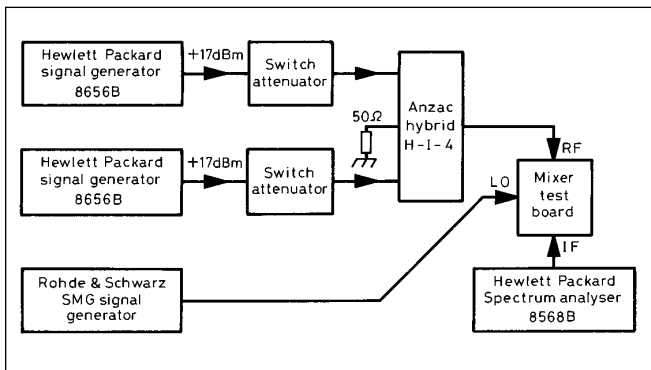 Hewlett Packard
signal generator
8656B
+17dBm
Switch
attenuator
Anzac
hybrid
H-I-4
50Ω
Hewlett Packard
signal generator
8656B
+17dBm
Switch
attenuator
RF
LO
Mixer
test
board
IF
Rohde & Schwarz
SMG signal
generator
Hewlett Packard
Spectrum analyser
8568B